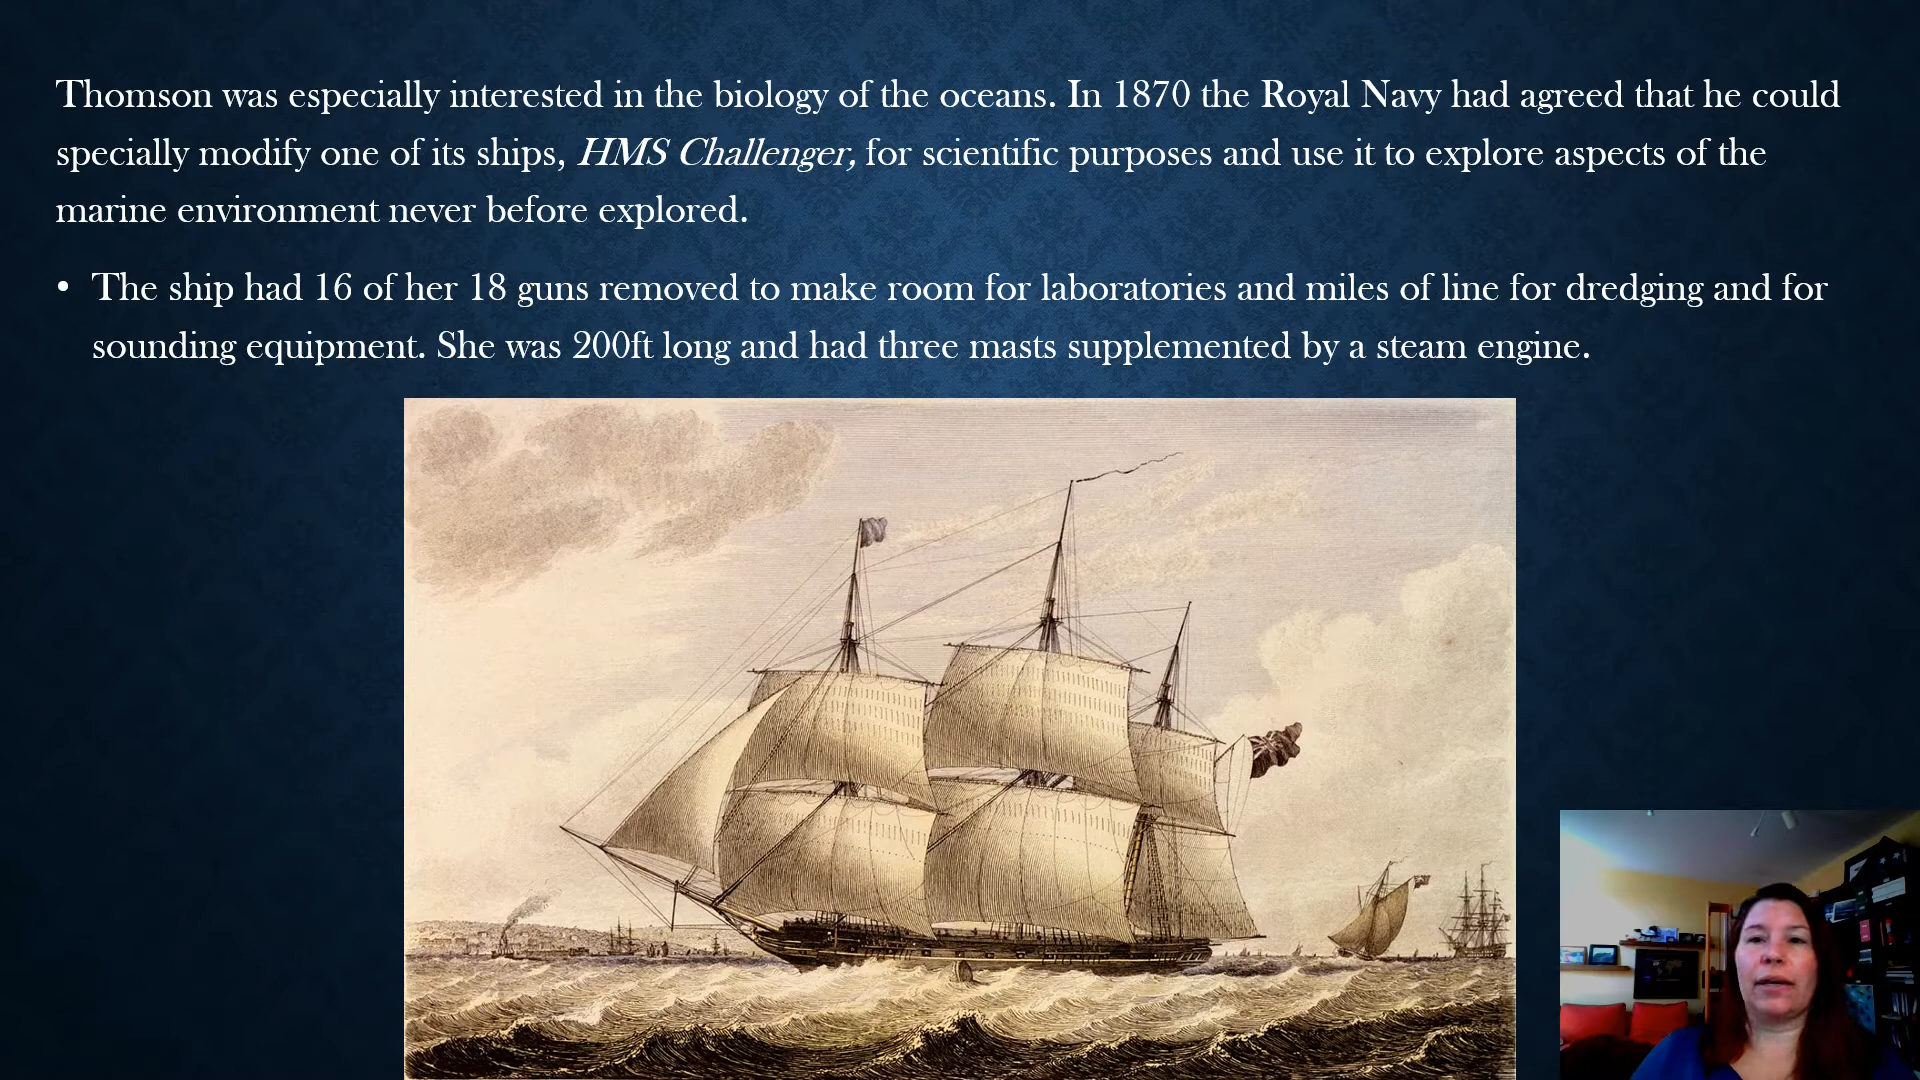 Thomson was especially interested in the biology of the oceans. In 1870 the Royal Navy had agreed that he could
specially modify one of its ships, HMS Challenger, for scientific purposes and use it to explore aspects of the
marine environment never before explored.
• The ship had 16 of her 18 guns removed to make room for laboratories and miles of line for dredging and for
sounding equipment. She was 200ft long and had three masts supplemented by a steam engine.